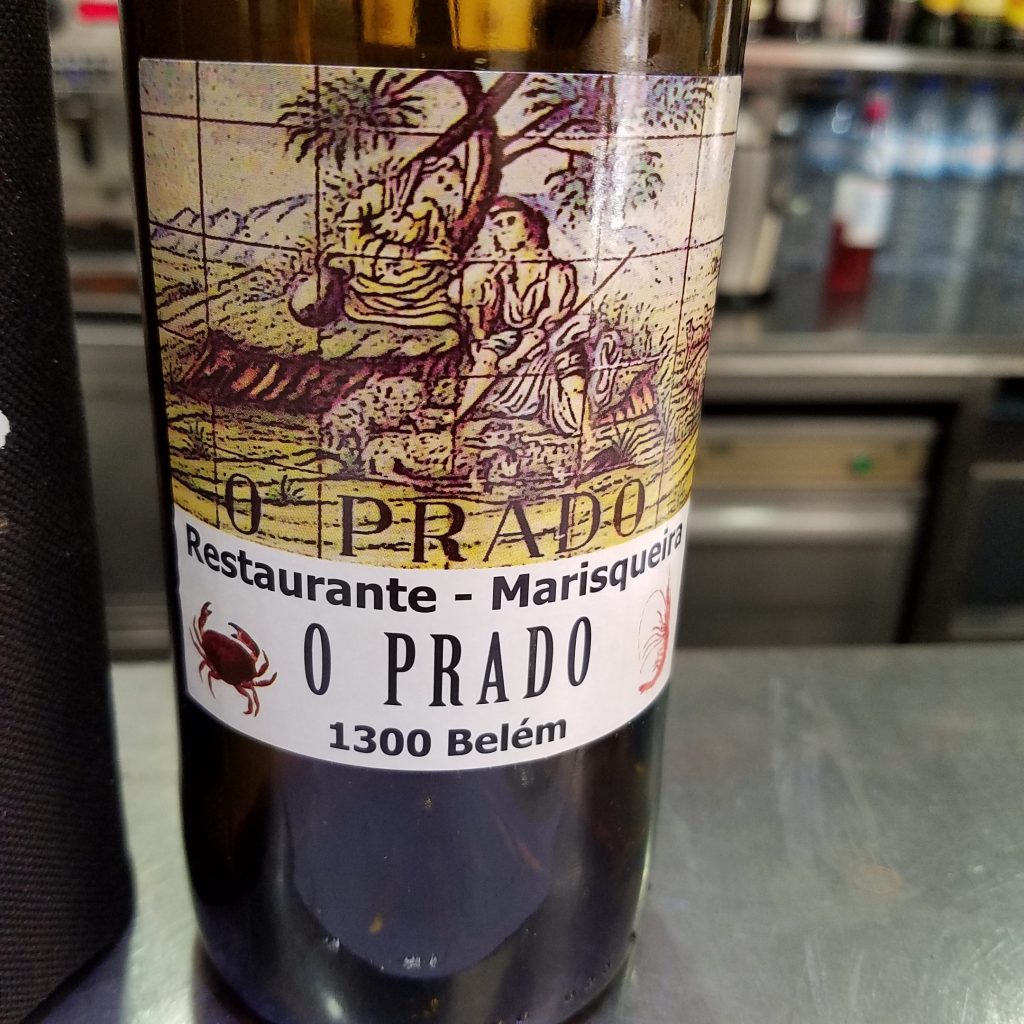 O PRADO
Restaurante - Marisqueira
O PRADO
1300 Belém